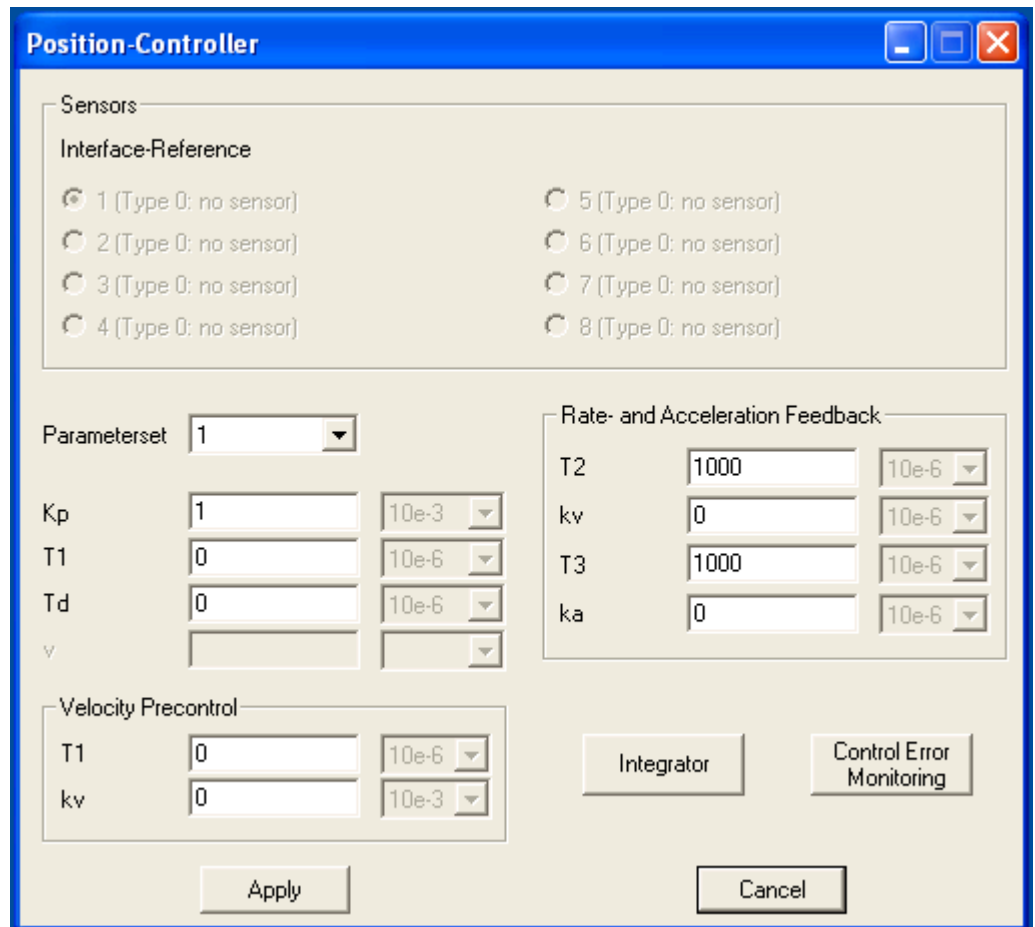 Position-Controller
Sensors
Interface-Reference
1 (Type 0: no sensor)
2 (Type 0: no sensor)
3 (Type 0: no sensor)
4 (Type 0: no sensor)
5 (Type 0: no sensor)
6 (Type 0: no sensor)
7 (Type 0: no sensor)
8 (Type 0: no sensor)
Parameterset 1
Kp 1 10e-3
T1 0 10e-6
Td 0 10e-6
v
Rate- and Acceleration Feedback
T2 1000 10e-6
kv 0 10e-6
T3 1000 10e-6
ka 0 10e-6
Velocity Precontrol
T1 0 10e-6
kv 0 10e-3
Integrator
Control Error
Monitoring
Apply
Cancel